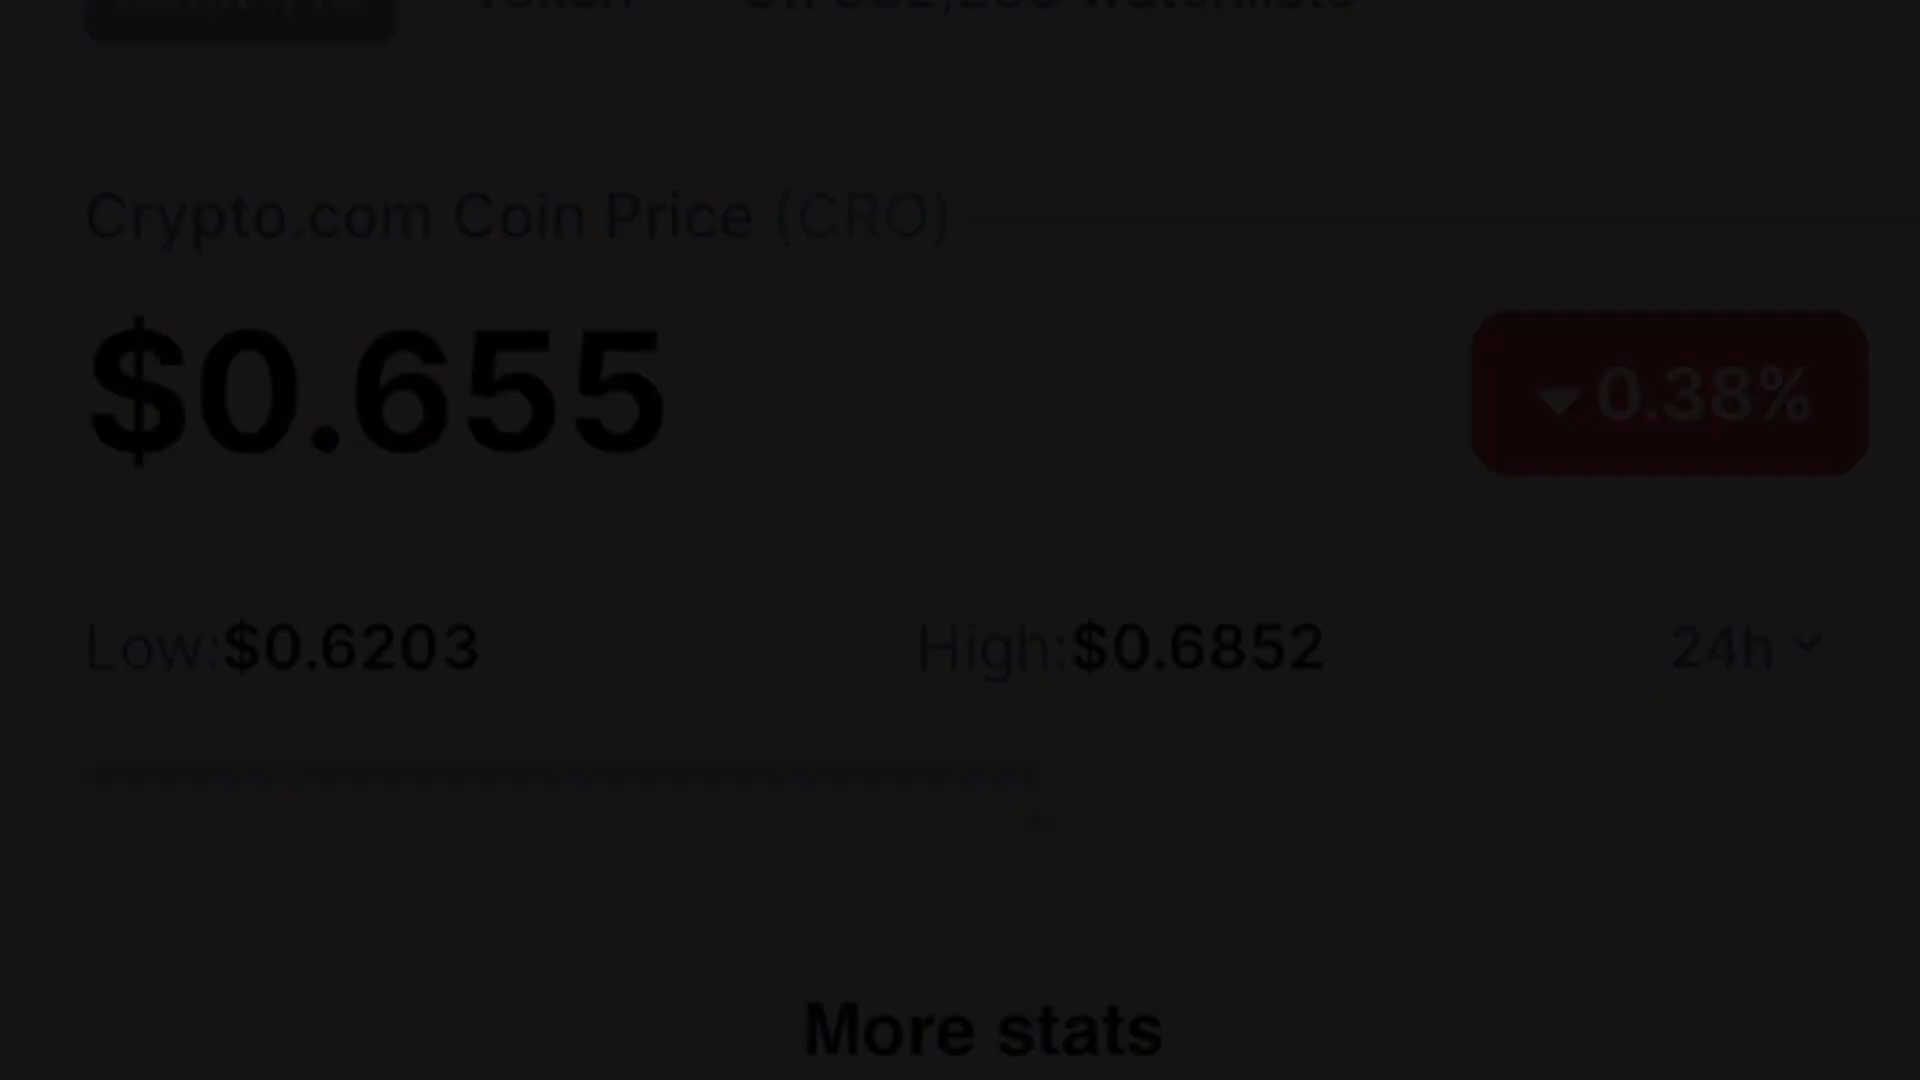 Crypto.com Coin Price (CRO)
$0.655
0.38%
Low:$0.6203
High:$0.6852
24h
More stats